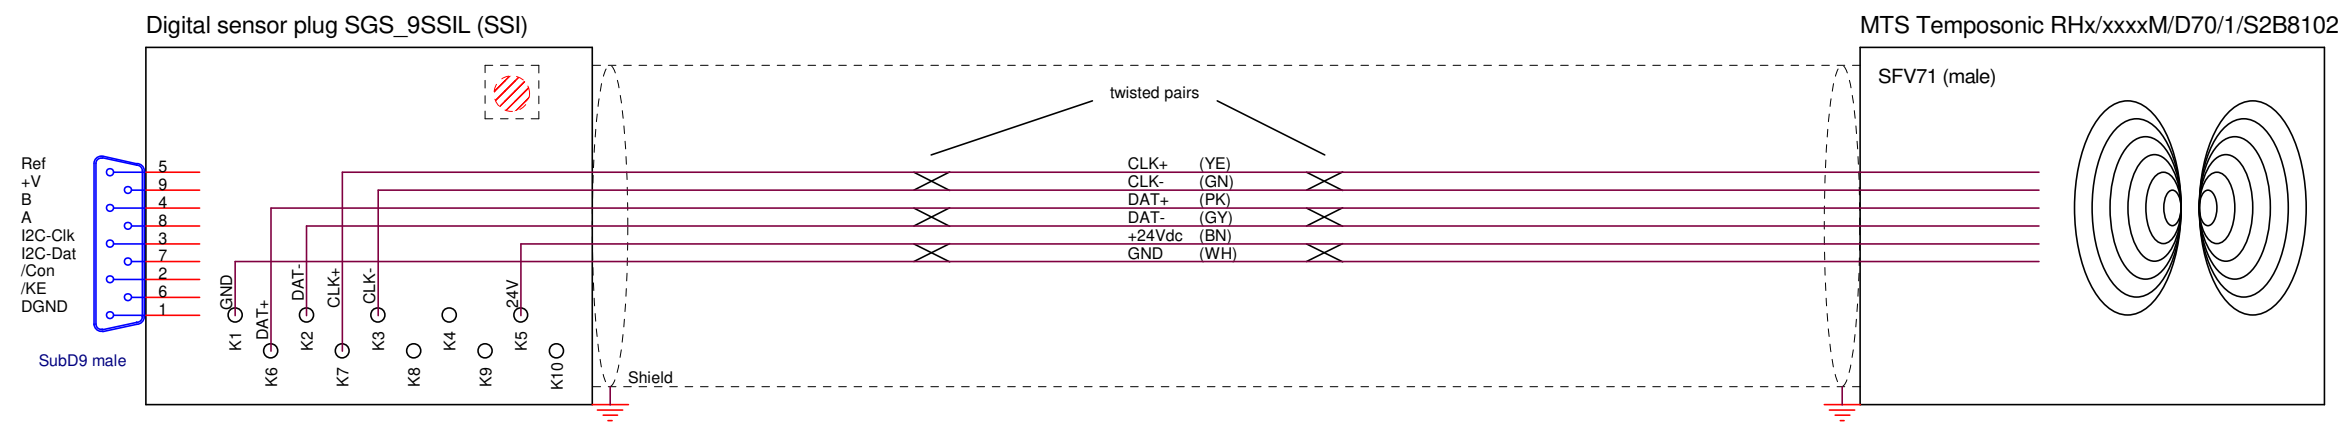 Digital sensor plug SGS_9SSIL (SSI)
MTS Temposonic RHx/xxxxM/D70/1/S2B8102
SFV71 (male)
twisted pairs
Ref 5
+V 9
B 4
A 8
I2C-Clk 3
I2C-Dat 7
/Con 2
/KE 6
DGND 1
SubD9 male
CLK+ (YE)
CLK- (GN)
DAT+ (PK)
DAT- (GY)
+24Vdc (BN)
GND (WH)
GND
DAT+
DAT-
CLK+
CLK-
24V
K1
K2
K3
K4
K5
K6
K7
K8
K9
K10
Shield